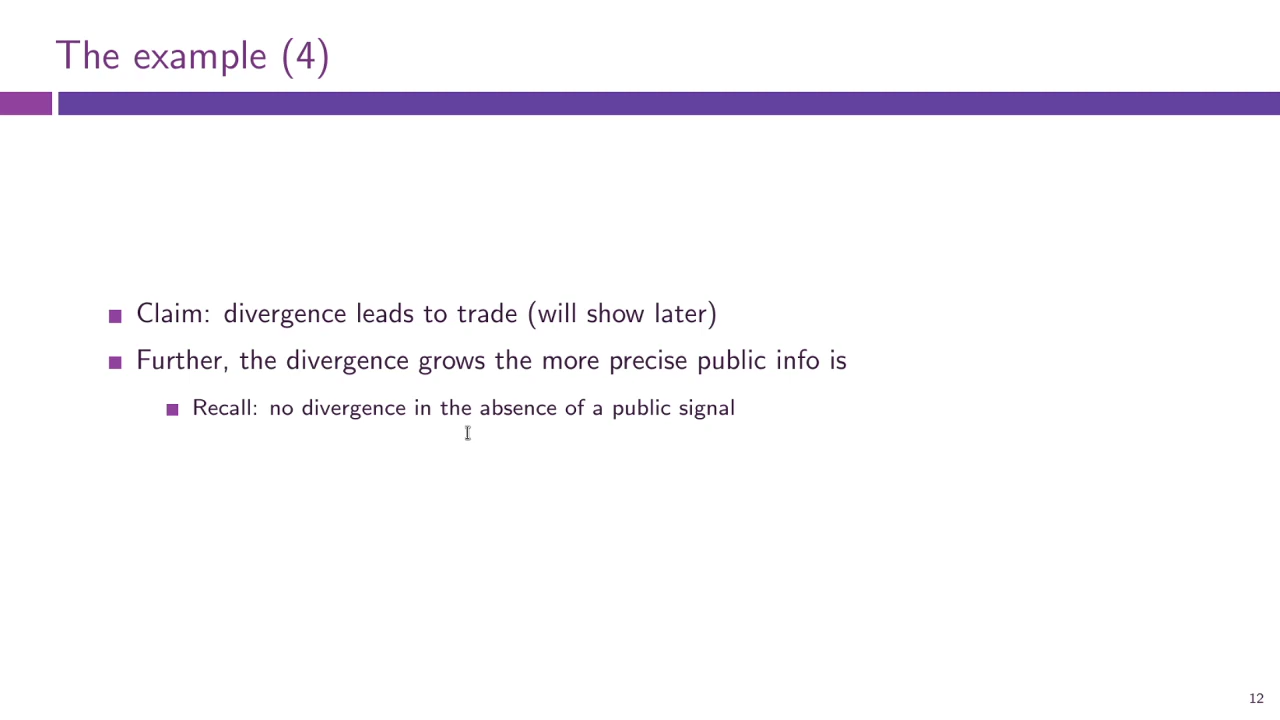 The example (4)
Claim: divergence leads to trade (will show later)
Further, the divergence grows the more precise public info is
Recall: no divergence in the absence of a public signal
12